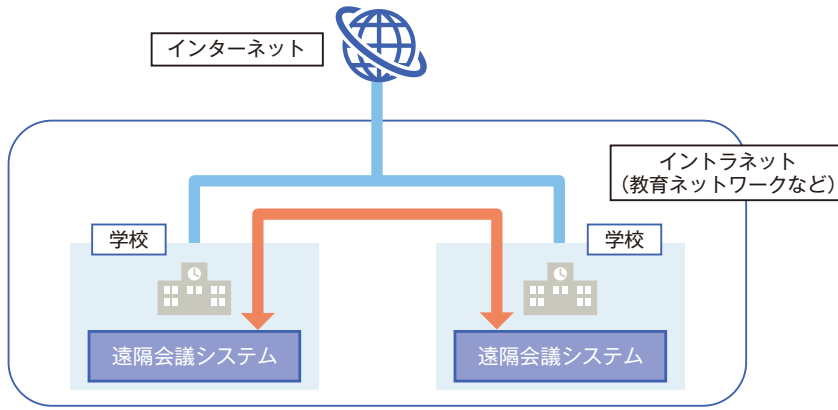 インターネット
イントラネット
（教育ネットワークなど）
学校
学校
遠隔会議システム
遠隔会議システム